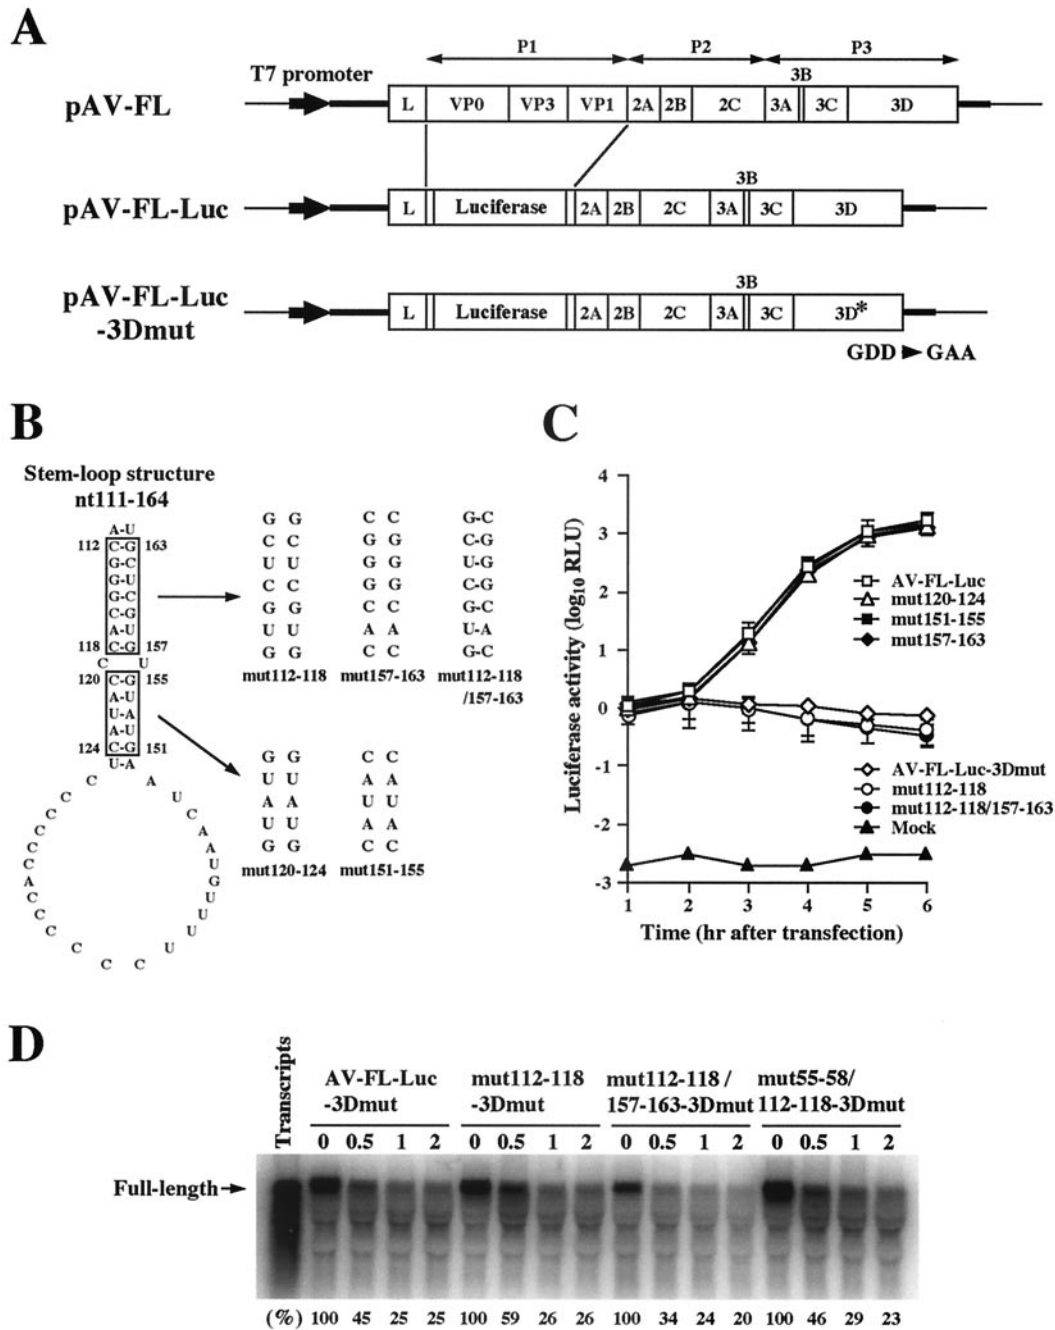 A
P1 P2 P3
T7 promoter 3B
pAV-FL L VP0 VP3 VP1 2A 2B 2C 3A 3C 3D
3B
pAV-FL-Luc L Luciferase 2A 2B 2C 3A 3C 3D
3B
pAV-FL-Luc
-3Dmut L Luciferase 2A 2B 2C 3A 3C 3D*
GDD GAA
B
Stem-loop structure
nt111-164
A-U
112 C-G 163
G-C
G-U
G-C
C-G
A-U
118 C-G 157
C U
120 C-G 155
A-U
U-A
A-U
124 C-G 151
U-A
C A
C U
C C
C A
C A
C U
A G
C U
C U
C U
C U
C C
G G C C G-C
C C G G C-G
U U G G U-G
C C G G C-G
G G C C G-C
U U A A U-A
G G C C G-C
mut112-118 mut157-163 mut112-118
/157-163
G G C C
U U A A
A A U U
U U A A
G G C C
mut120-124 mut151-155
C
Luciferase activity (log10 RLU)
4
3
2
1
0
-1
-2
-3
1 2 3 4 5 6
Time (hr after transfection)
AV-FL-Luc
mut120-124
mut151-155
mut157-163
AV-FL-Luc-3Dmut
mut112-118
mut112-118/157-163
Mock
D
Transcripts
AV-FL-Luc
-3Dmut
mut112-118
-3Dmut
mut112-118/
157-163-3Dmut
mut55-58/
112-118-3Dmut
0 0.5 1 2 0 0.5 1 2 0 0.5 1 2 0 0.5 1 2
Full-length
(%) 100 45 25 25 100 59 26 26 100 34 24 20 100 46 29 23